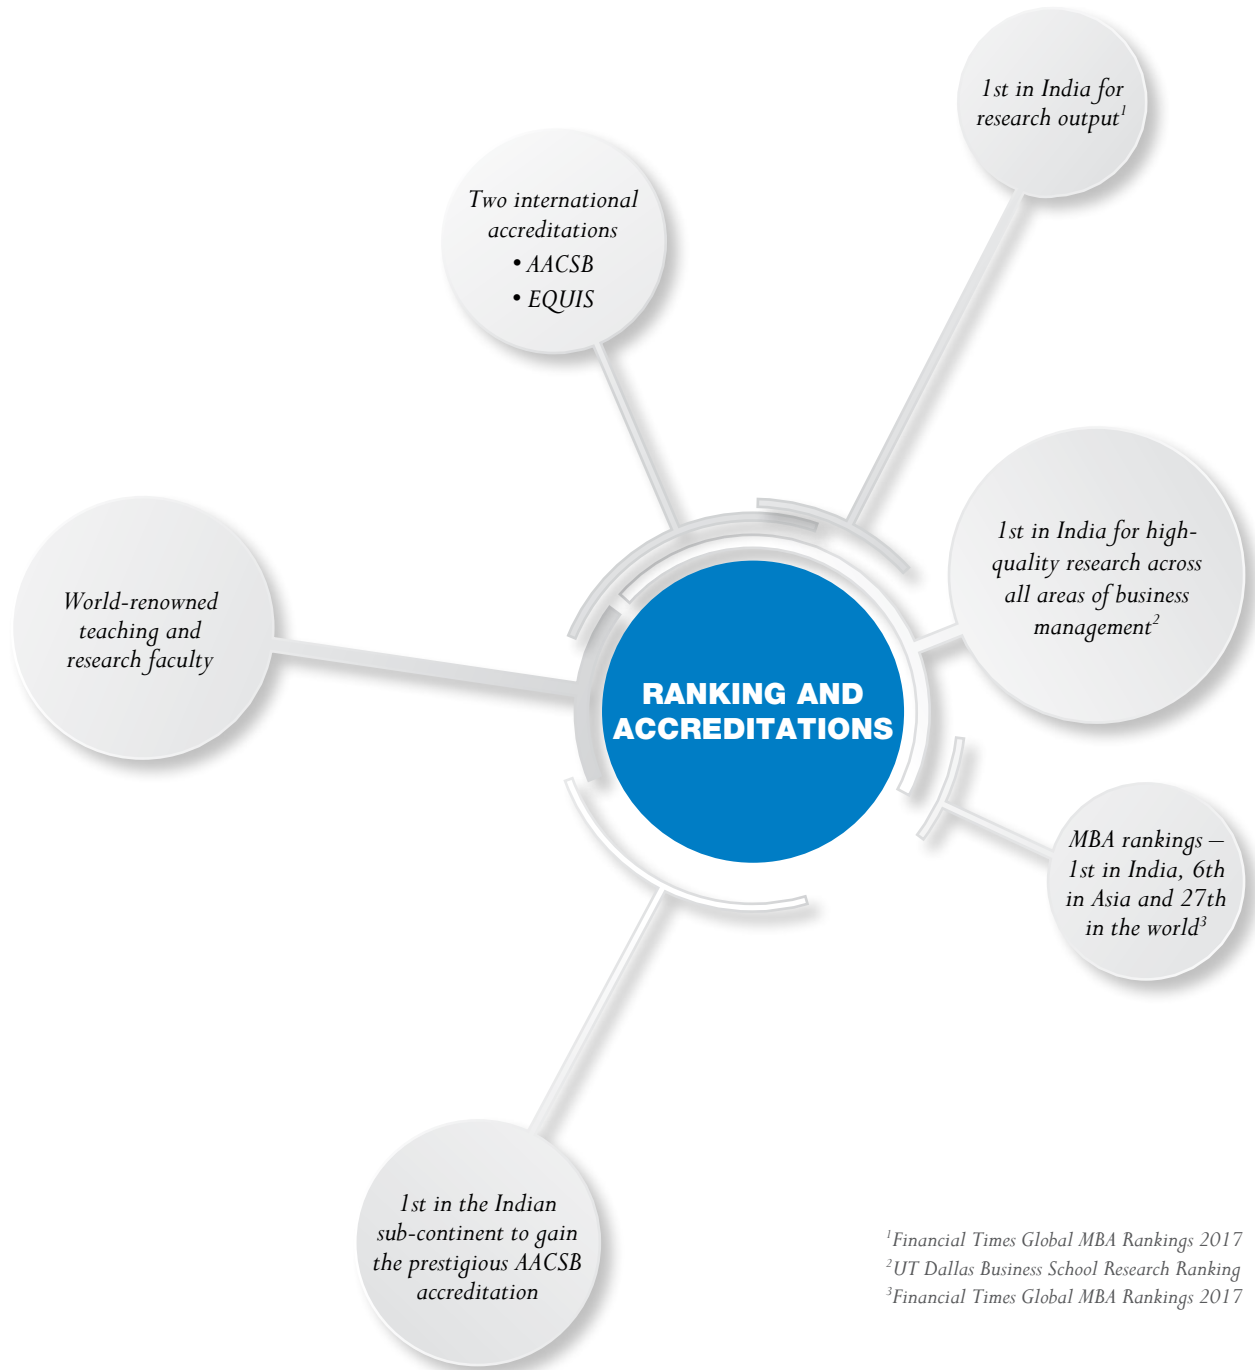 1st in India for
research output¹
Two international
accreditations
• AACSB
• EQUIS
1st in India for high-
quality research across
all areas of business
management²
World-renowned
teaching and
research faculty
RANKING AND
ACCREDITATIONS
MBA rankings –
1st in India, 6th
in Asia and 27th
in the world³
1st in the Indian
sub-continent to gain
the prestigious AACSB
accreditation
¹Financial Times Global MBA Rankings 2017
²UT Dallas Business School Research Ranking
³Financial Times Global MBA Rankings 2017